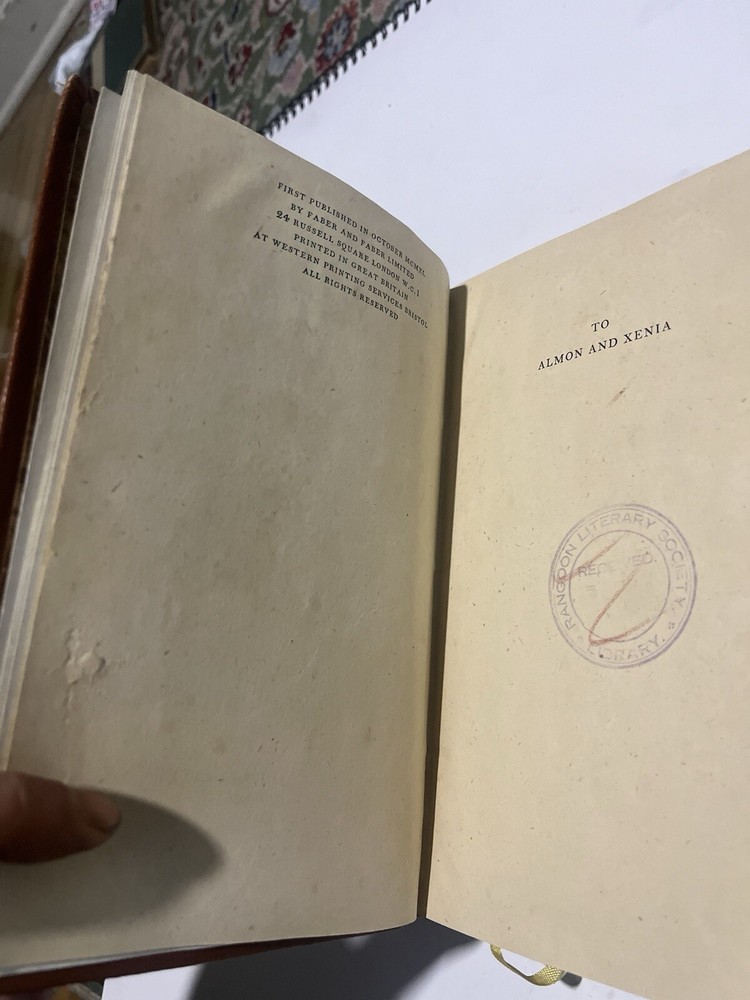 FIRST PUBLISHED IN OCTOBER MCMXL
BY FABER AND FABER LIMITED
24 RUSSELL SQUARE LONDON W.C.1
PRINTED IN GREAT BRITAIN
AT WESTERN PRINTING SERVICES BRISTOL
ALL RIGHTS RESERVED
TO
ALMON AND XENIA
RANGOON LITERARY SOCIETY
RECEIVED
LIBRARY.